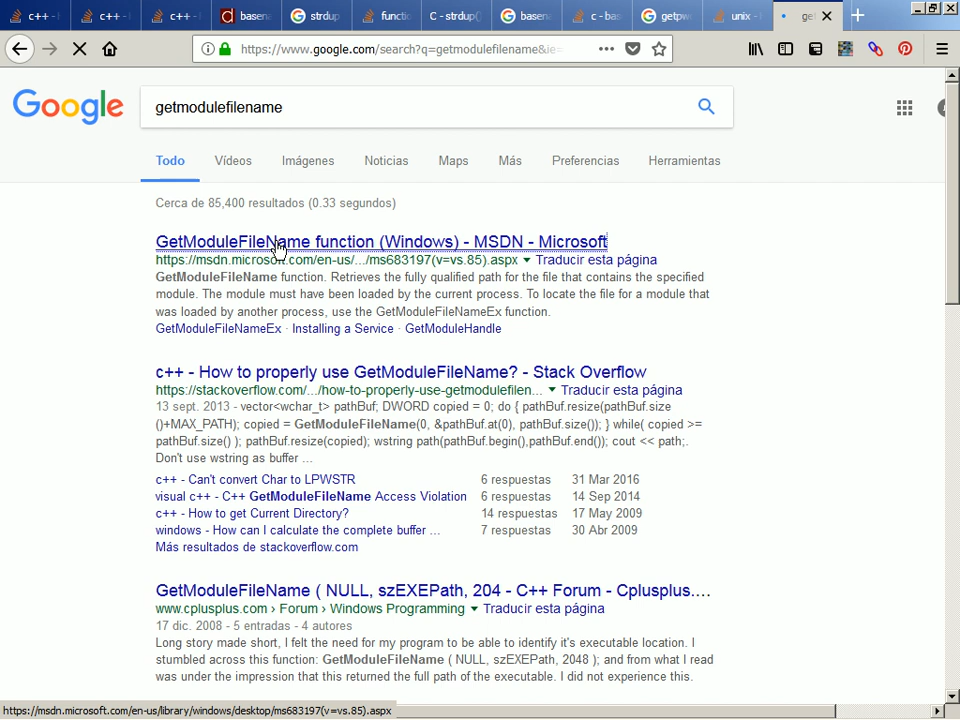 c++ -
c++ -
c++ -
basena
strdup
functio
C - strdup()
basena
c - bas
getpw
unix -
ge
https://www.google.com/search?q=getmodulefilename&ie=
Google
getmodulefilename
Todo
Vídeos
Imágenes
Noticias
Maps
Más
Preferencias
Herramientas
Cerca de 85,400 resultados (0.33 segundos)
GetModuleFileName function (Windows) - MSDN - Microsoft
https://msdn.microsoft.com/en-us/.../ms683197(v=vs.85).aspx ▼ Traducir esta página
GetModuleFileName function. Retrieves the fully qualified path for the file that contains the specified
module. The module must have been loaded by the current process. To locate the file for a module that
was loaded by another process, use the GetModuleFileNameEx function.
GetModuleFileNameEx · Installing a Service · GetModuleHandle
c++ - How to properly use GetModuleFileName? - Stack Overflow
https://stackoverflow.com/.../how-to-properly-use-getmodulefilen... ▼ Traducir esta página
13 sept. 2013 - vector<wchar_t> pathBuf; DWORD copied = 0; do { pathBuf.resize(pathBuf.size
()+MAX_PATH); copied = GetModuleFileName(0, &pathBuf.at(0), pathBuf.size()); } while( copied >=
pathBuf.size() ); pathBuf.resize(copied); wstring path(pathBuf.begin(),pathBuf.end()); cout << path;.
Don't use wstring as buffer ...
c++ - Can't convert Char to LPWSTR 6 respuestas 31 Mar 2016
visual c++ - C++ GetModuleFileName Access Violation 6 respuestas 14 Sep 2014
c++ - How to get Current Directory? 14 respuestas 17 May 2009
windows - How can I calculate the complete buffer ... 7 respuestas 30 Abr 2009
Más resultados de stackoverflow.com
GetModuleFileName ( NULL, szEXEPath, 204 - C++ Forum - Cplusplus....
www.cplusplus.com › Forum › Windows Programming ▼ Traducir esta página
17 dic. 2008 - 5 entradas - 4 autores
Long story made short, I felt the need for my program to be able to identify it's executable location. I
stumbled across this function: GetModuleFileName ( NULL, szEXEPath, 2048 ); and from what I read
was under the impression that this returned the full path of the executable. I did not experience this.
https://msdn.microsoft.com/en-us/library/windows/desktop/ms683197(v=vs.85).aspx